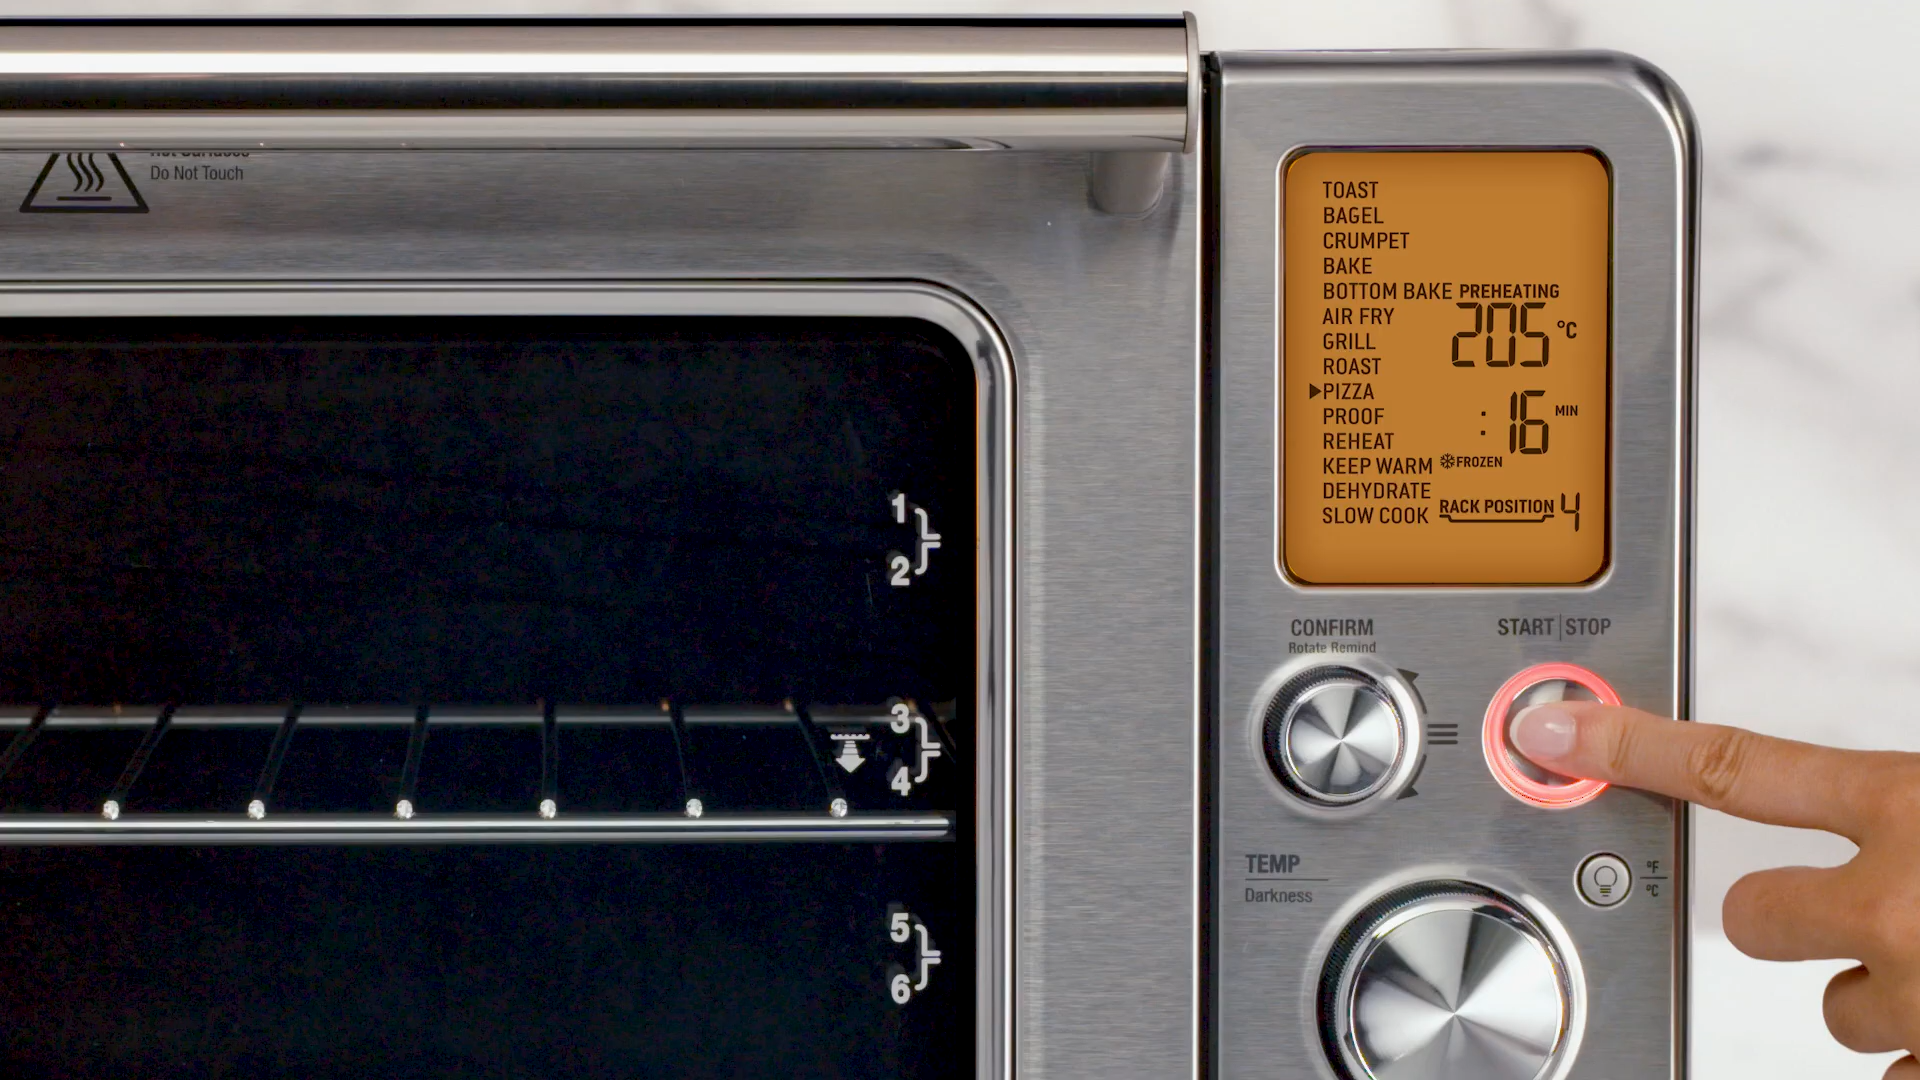 Hot Surfaces
Do Not Touch
1
2
3
4
5
6
TOAST
BAGEL
CRUMPET
BAKE
BOTTOM BAKE PREHEATING
AIR FRY 205 °C
GRILL
ROAST
PIZZA
PROOF :16 MIN
REHEAT
KEEP WARM FROZEN
DEHYDRATE
SLOW COOK RACK POSITION 4
CONFIRM
Rotate Remind
START|STOP
TEMP
Darkness
°F
°C